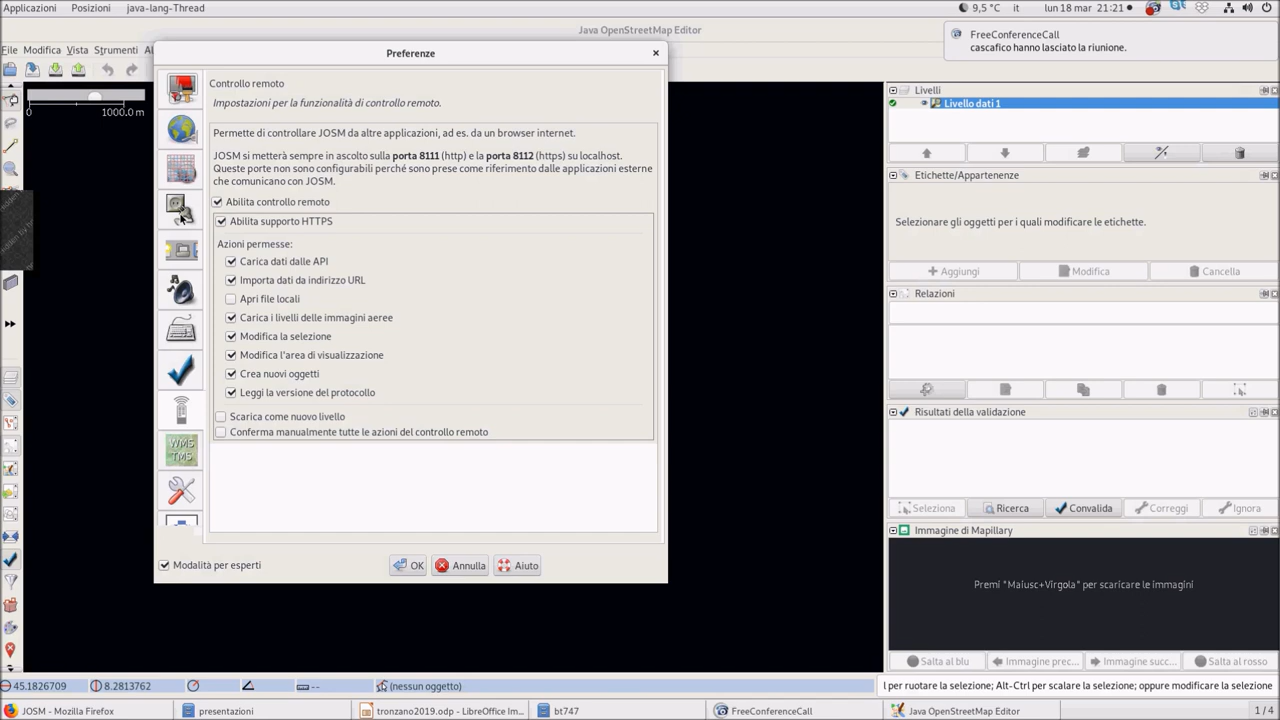 Applicazioni Posizioni java-lang-Thread 9,5 °C it lun 18 mar 21:21
Java OpenStreetMap Editor
FreeConferenceCall
cascafico hanno lasciato la riunione.
File Modifica Vista Strumenti
0 1000.0 m
Preferenze
Controllo remoto
Impostazioni per la funzionalità di controllo remoto.
Permette di controllare JOSM da altre applicazioni, ad es. da un browser internet.
JOSM si metterà sempre in ascolto sulla porta 8111 (http) e la porta 8112 (https) su localhost.
Queste porte non sono configurabili perché sono prese come riferimento dalle applicazioni esterne
che comunicano con JOSM.
Abilita controllo remoto
Abilita supporto HTTPS
Azioni permesse:
Carica dati dalle API
Importa dati da indirizzo URL
Apri file locali
Carica i livelli delle immagini aeree
Modifica la selezione
Modifica l'area di visualizzazione
Crea nuovi oggetti
Leggi la versione del protocollo
Scarica come nuovo livello
Conferma manualmente tutte le azioni del controllo remoto
WMS
TMS
Modalità per esperti
OK Annulla Aiuto
Livelli
Livello dati 1
Etichette/Appartenenze
Selezionare gli oggetti per i quali modificare le etichette.
Aggiungi Modifica Cancella
Relazioni
Risultati della validazione
Seleziona Ricerca Convalida Correggi Ignora
Immagine di Mapillary
Premi "Maiusc+Virgola" per scaricare le immagini
Salta al blu Immagine prec... Immagine succ... Salta al rosso
45.1826709 8.2813762 -- (nessun oggetto) l per ruotare la selezione; Alt-Ctrl per scalare la selezione; oppure modificare la selezione
JOSM - Mozilla Firefox presentazioni tronzano2019.odp - LibreOffice Im... bt747 FreeConferenceCall Java OpenStreetMap Editor 1 / 4